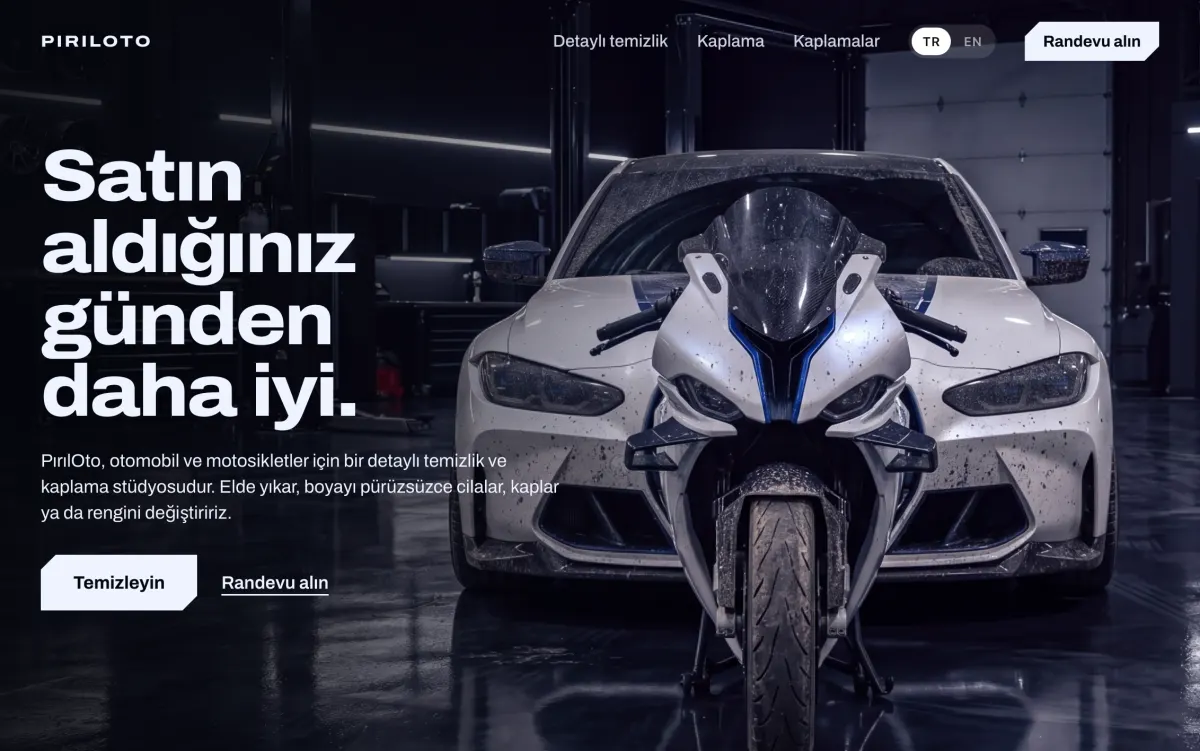 PIRILOTO
Detaylı temizlik
Kaplama
Kaplamalar
TR
EN
Randevu alın
Satın
aldığınız
günden
daha iyi.
PırılOto, otomobil ve motosikletler için bir detaylı temizlik ve
kaplama stüdyosudur. Elde yıkar, boyayı pürüzsüzce cilalar, kaplar
ya da rengini değiştiririz.
Temizleyin
Randevu alın